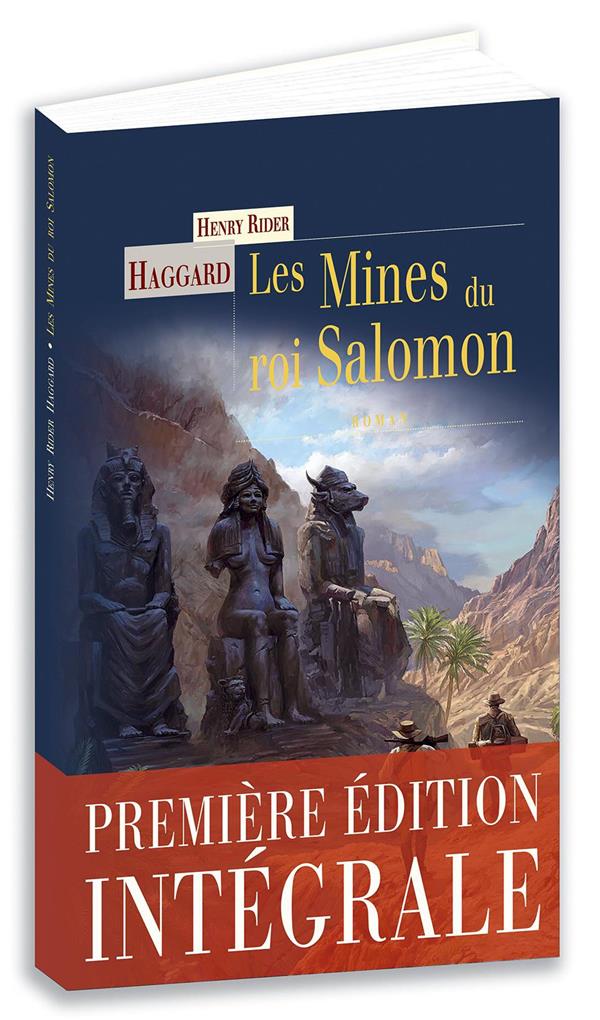 Henry Rider Haggard • Les Mines du roi Salomon
Henry Rider
Haggard
Les Mines du
roi Salomon
ROMAN
PREMIÈRE ÉDITION
INTÉGRALE